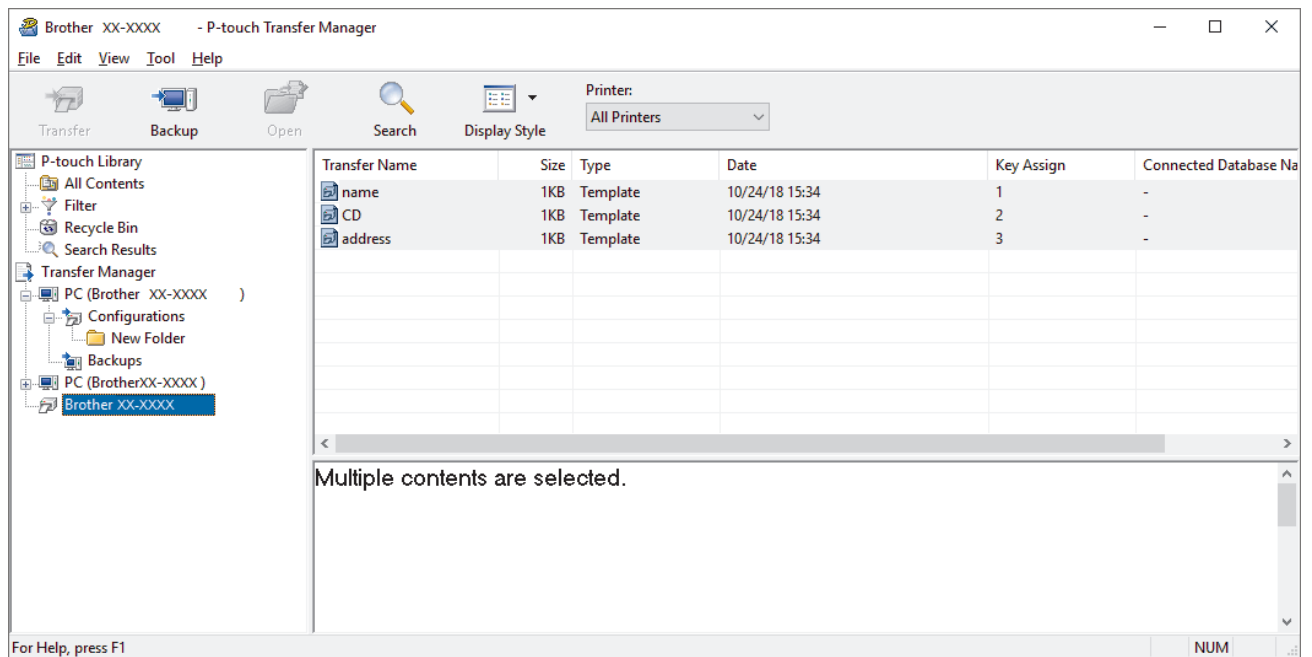 Brother XX-XXXX - P-touch Transfer Manager
File Edit View Tool Help
Transfer Backup Open Search Display Style Printer:
All Printers
P-touch Library
All Contents
Filter
Recycle Bin
Search Results
Transfer Manager
PC (Brother XX-XXXX )
Configurations
New Folder
Backups
PC (BrotherXX-XXXX )
Brother XX-XXXX
Transfer Name Size Type Date Key Assign Connected Database Na
name 1KB Template 10/24/18 15:34 1 -
CD 1KB Template 10/24/18 15:34 2 -
address 1KB Template 10/24/18 15:34 3 -
Multiple contents are selected.
For Help, press F1 NUM